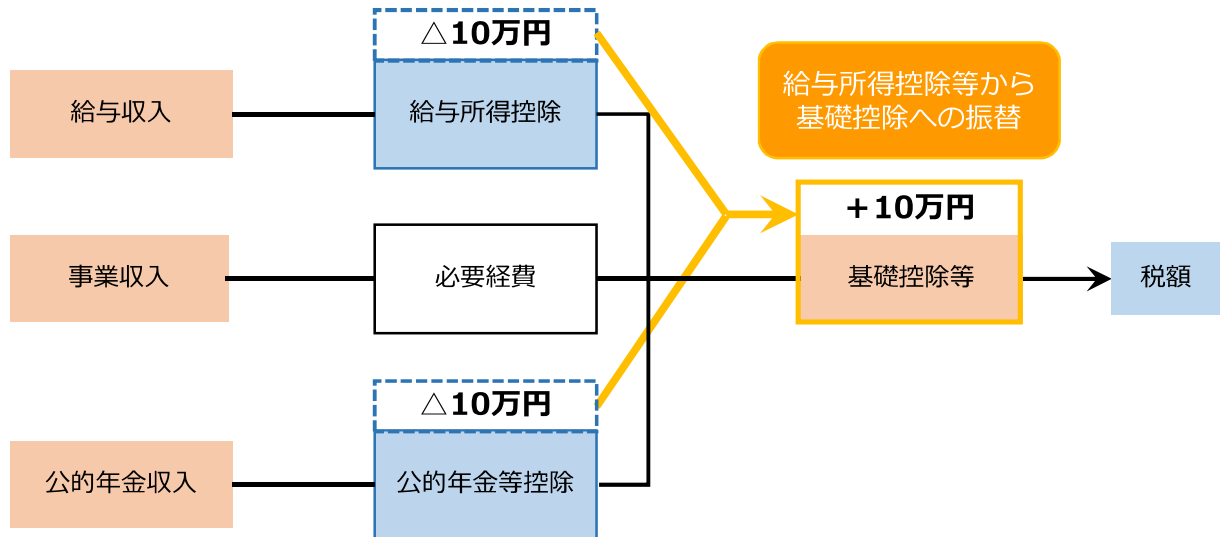 △10万円
給与収入
給与所得控除
給与所得控除等から
基礎控除への振替
事業収入
必要経費
+10万円
基礎控除等
税額
△10万円
公的年金収入
公的年金等控除